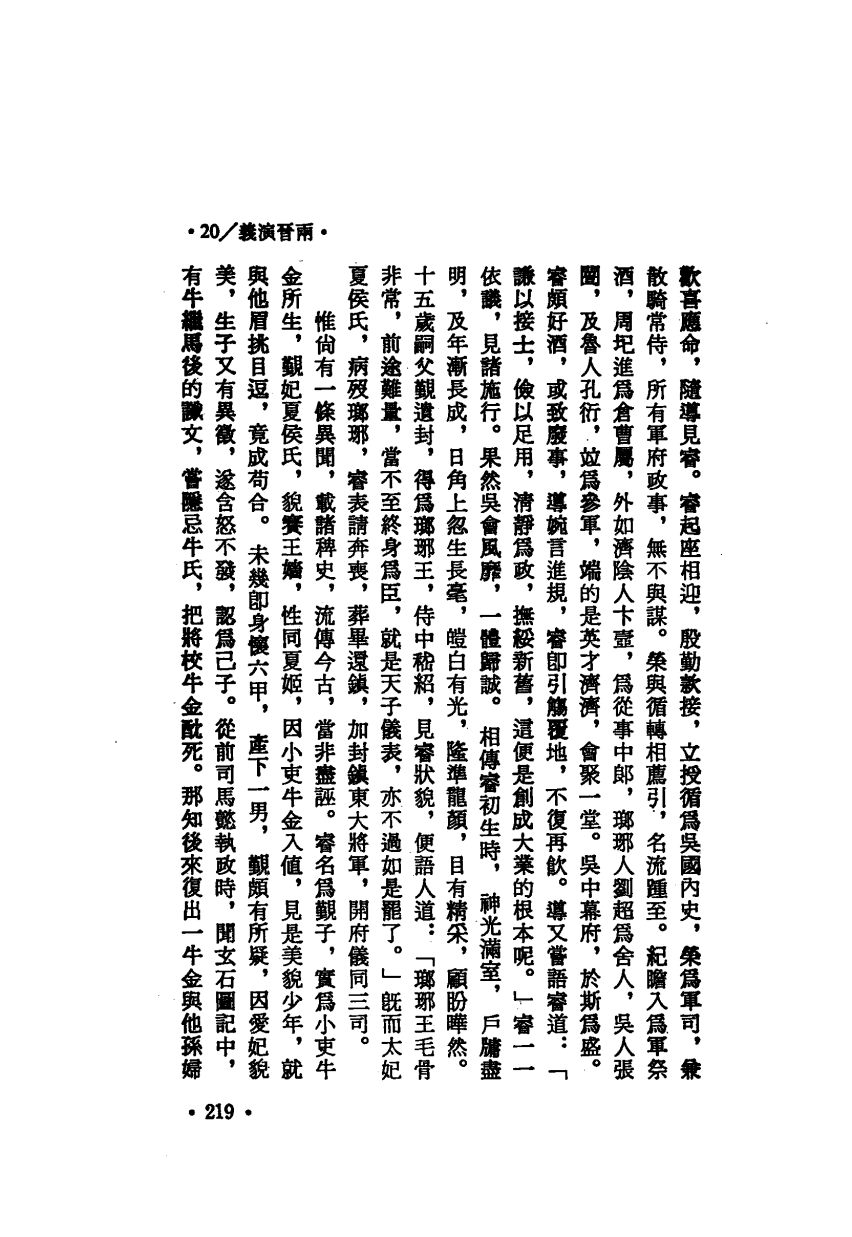 ·20/義演晉兩·
歡喜應命，隨導見睿。睿起座相迎，殷勤款接，立授循爲吳國內史，榮爲軍司，兼
散騎常侍，所有軍府政事，無不與謀。榮與循轉相薦引，名流踵至。紀瞻入爲軍祭
酒，周玘進爲倉曹屬，外如濟陰人卞壼，爲從事中郎，瑯琊人劉超爲舍人，吳人張
闓，及魯人孔衍，竝爲參軍，端的是英才濟濟，會聚一堂。吳中幕府，於斯爲盛。
睿頗好酒，或致廢事，導婉言進規，睿卽引觴覆地，不復再飲。導又嘗語睿道：「
謙以接士，儉以足用，清靜爲政，撫綏新舊，這便是創成大業的根本呢。」睿一一
依議，見諸施行。果然吳會風靡，一體歸誠。相傳睿初生時，神光滿室，戶牖盡
明，及年漸長成，日角上忽生長毫，皚白有光，隆準龍顏，目有精采，顧盼曄然。
十五歲嗣父覲遺封，得爲瑯琊王，侍中嵇紹，見睿狀貌，便語人道：「瑯琊王毛骨
非常，前途難量，當不至終身爲臣，就是天子儀表，亦不過如是罷了。」旣而太妃
夏侯氏，病歿瑯琊，睿表請奔喪，葬畢還鎮，加封鎮東大將軍，開府儀同三司。
惟尙有一條異聞，載諸稗史，流傳今古，當非盡誣。睿名爲覲子，實爲小吏牛
金所生，覲妃夏侯氏，貌賽王嬙，性同夏姬，因小吏牛金入値，見是美貌少年，就
與他眉挑目逗，竟成苟合。未幾卽身懷六甲，產下一男，覲頗有所疑，因愛妃貌
美，生子又有異徵，遂含怒不發，認爲己子。從前司馬懿執政時，聞玄石圖記中，
有牛繼馬後的讖文，嘗隱忌牛氏，把將校牛金酖死。那知後來復出一牛金與他孫婦
·219·